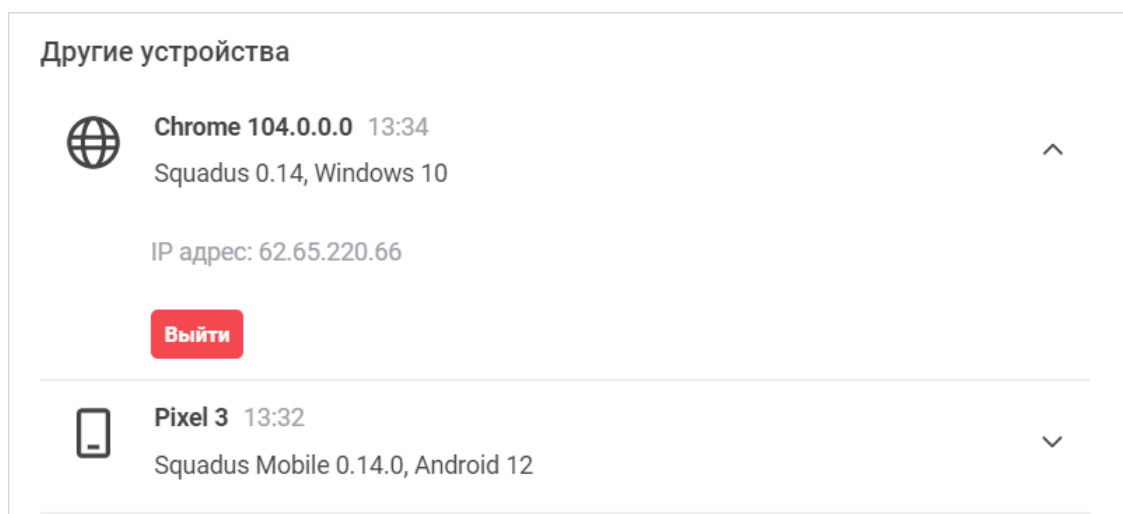 Другие устройства
Chrome 104.0.0.0 13:34
Squadus 0.14, Windows 10
IP адрес: 62.65.220.66
Выйти
Pixel 3 13:32
Squadus Mobile 0.14.0, Android 12